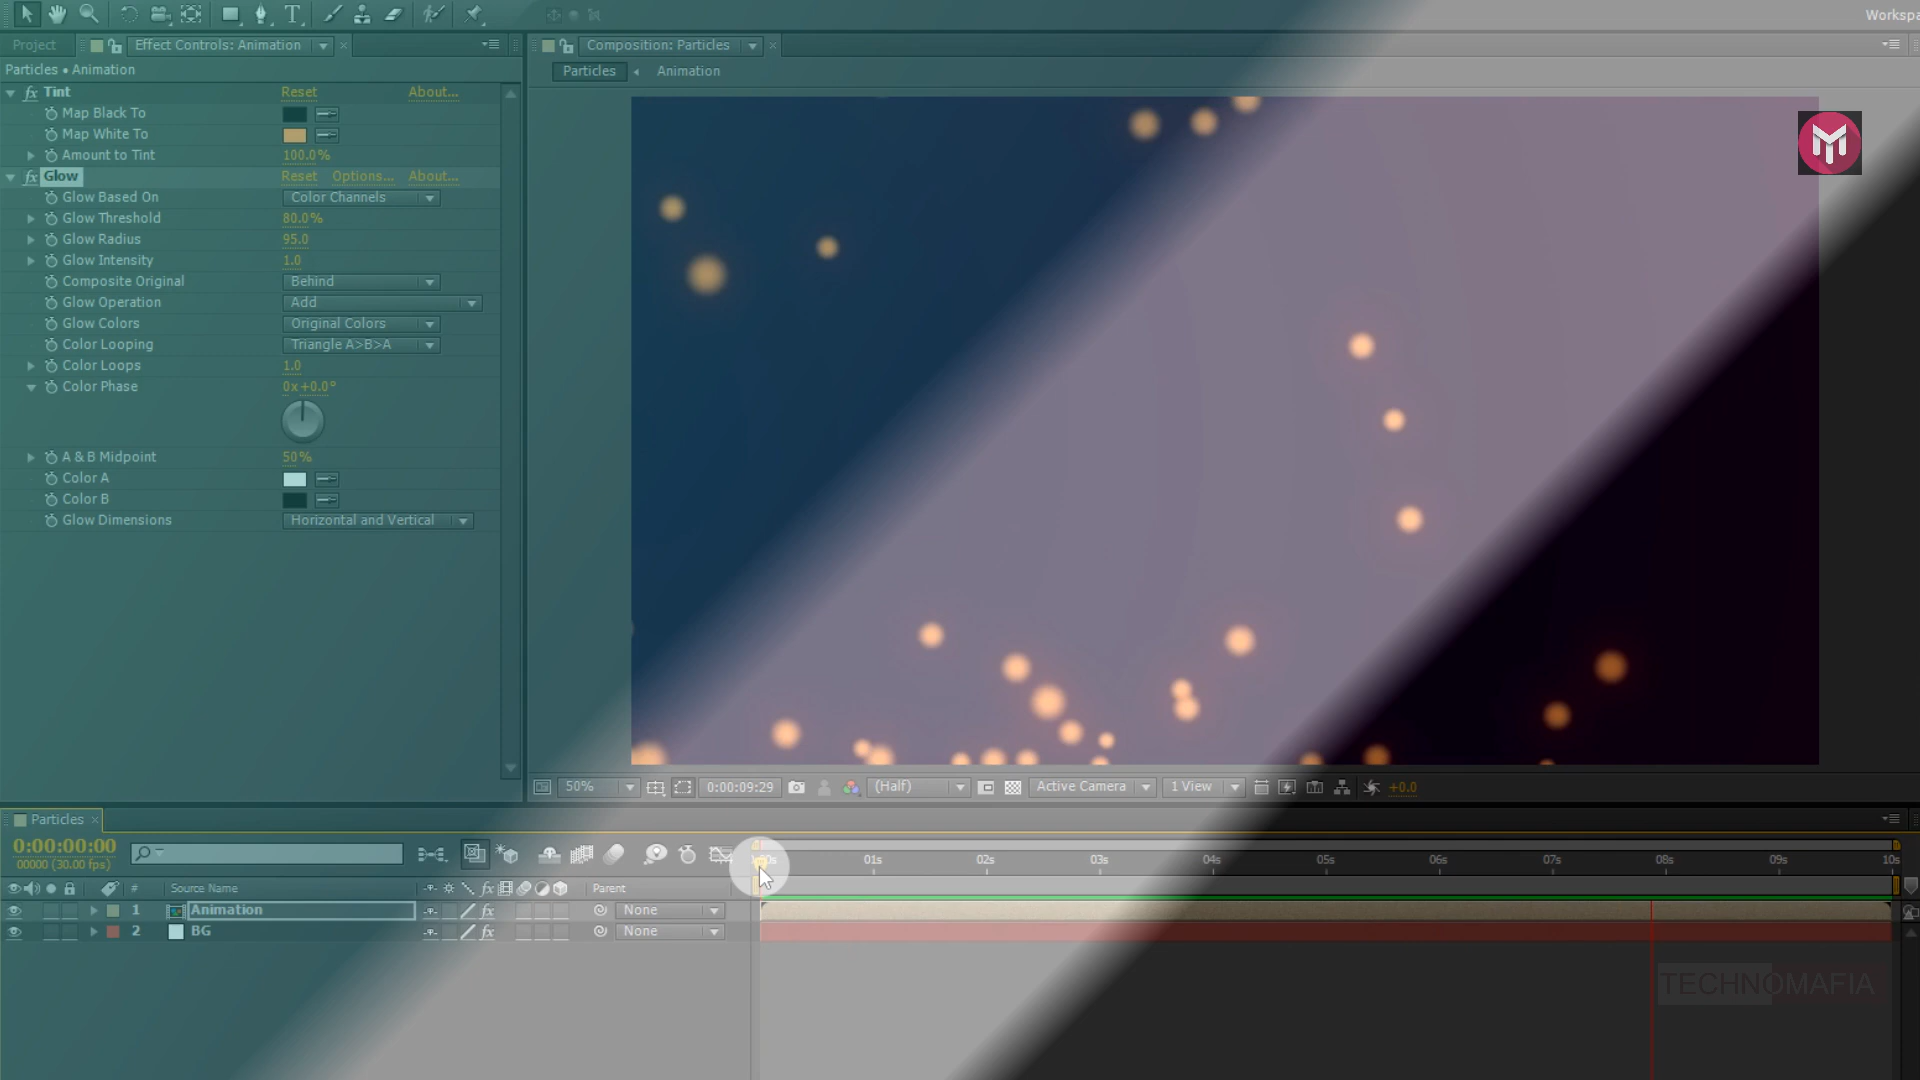 Workspa
Project
Effect Controls: Animation
Composition: Particles
Particles • Animation
Particles
Animation
fx Tint Reset About...
Map Black To
Map White To
Amount to Tint 100.0%
fx Glow Reset Options... About...
Glow Based On Color Channels
Glow Threshold 80.0%
Glow Radius 95.0
Glow Intensity 1.0
Composite Original Behind
Glow Operation Add
Glow Colors Original Colors
Color Looping Triangle A>B>A
Color Loops 1.0
Color Phase 0x+0.0°
A & B Midpoint 50%
Color A
Color B
Glow Dimensions Horizontal and Vertical
50% 0:00:09:29 (Half) Active Camera 1 View +0.0
Particles
0:00:00:00
00000 (30.00 fps)
00s 01s 02s 03s 04s 05s 06s 07s 08s 09s 10s
# Source Name fx Parent
1 Animation fx None
2 BG fx None
TECHNOMAFIA